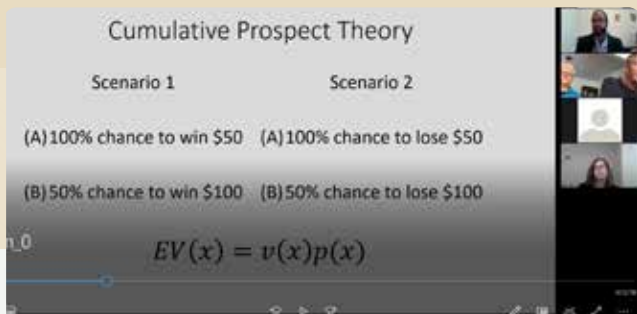 Cumulative Prospect Theory
Scenario 1 Scenario 2
(A) 100% chance to win $50 (A) 100% chance to lose $50
(B) 50% chance to win $100 (B) 50% chance to lose $100
n_0
EV(x) = v(x)p(x)